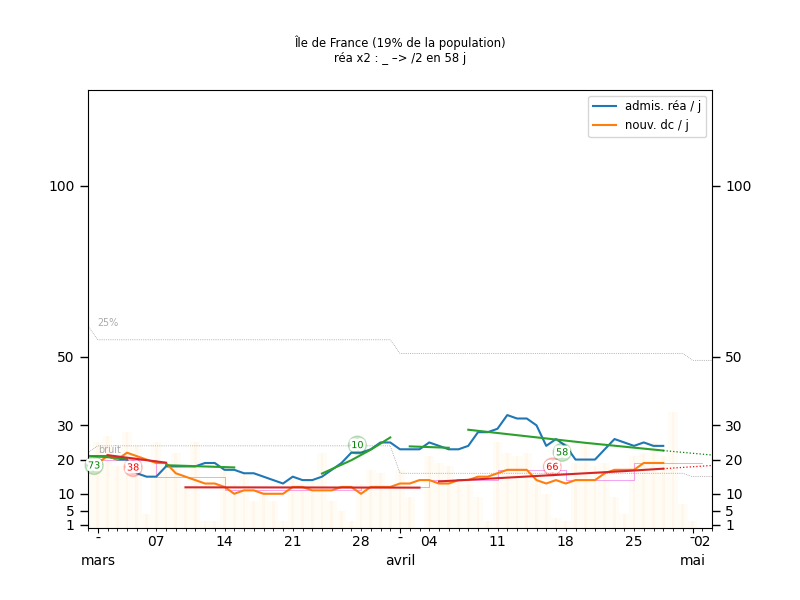 Île de France (19% de la population)
réa x2 : _ –> /2 en 58 j
admis. réa / j
nouv. dc / j
100
100
25%
50
50
30
30
bruit
10
20
20
73
38
58
66
10
10
5
5
1
1
- 07 14 21 28 - 04 11 18 25 - 02
mars avril mai